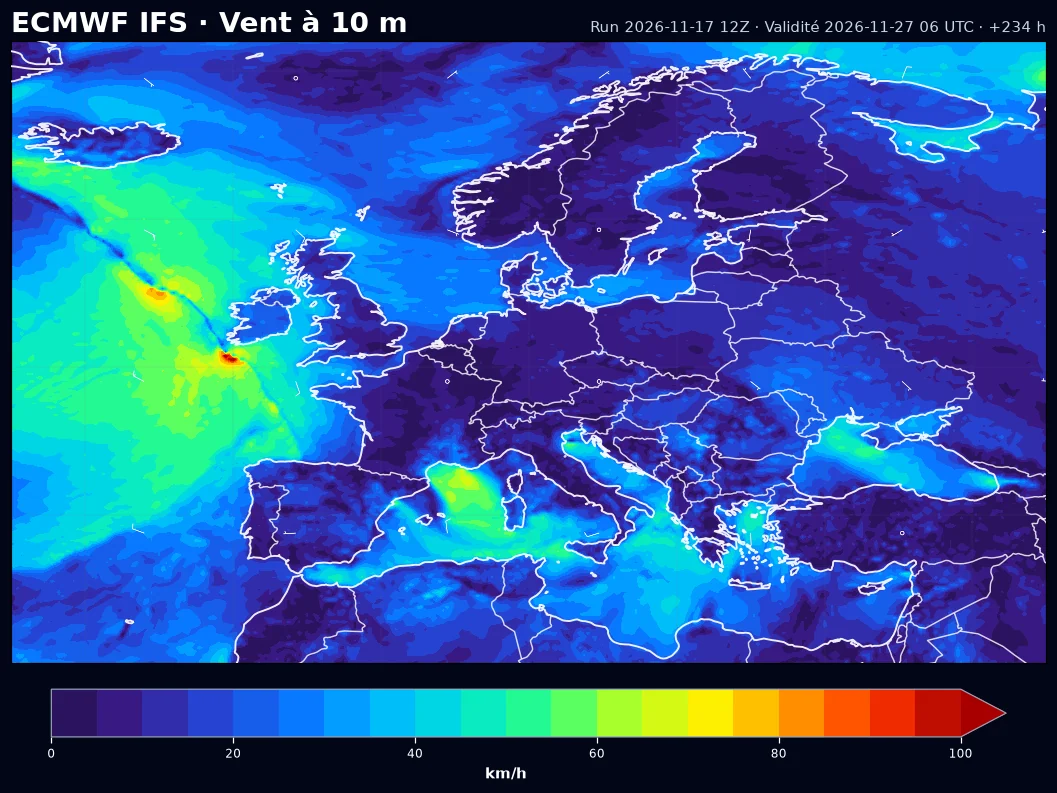 ECMWF IFS · Vent à 10 m
Run 2026-11-17 12Z · Validité 2026-11-27 06 UTC · +234 h
0 20 40 60 80 100
km/h